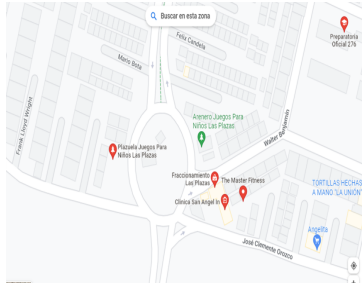 Buscar en esta zona
Felix Candela
Preparatoria
Oficial 276
Mario Botta
Frank Lloyd Wright
Arenero Juegos Para
Niños Las Plazas
Walter Benjamin
Plazuela Juegos Para
Niños Las Plazas
Fraccionamiento
Las Plazas
The Master Fitness
TORTILLAS HECHAS
A MANO "LA UNION"
Clinica San Angel In
Angelita
José Clemente Orozco